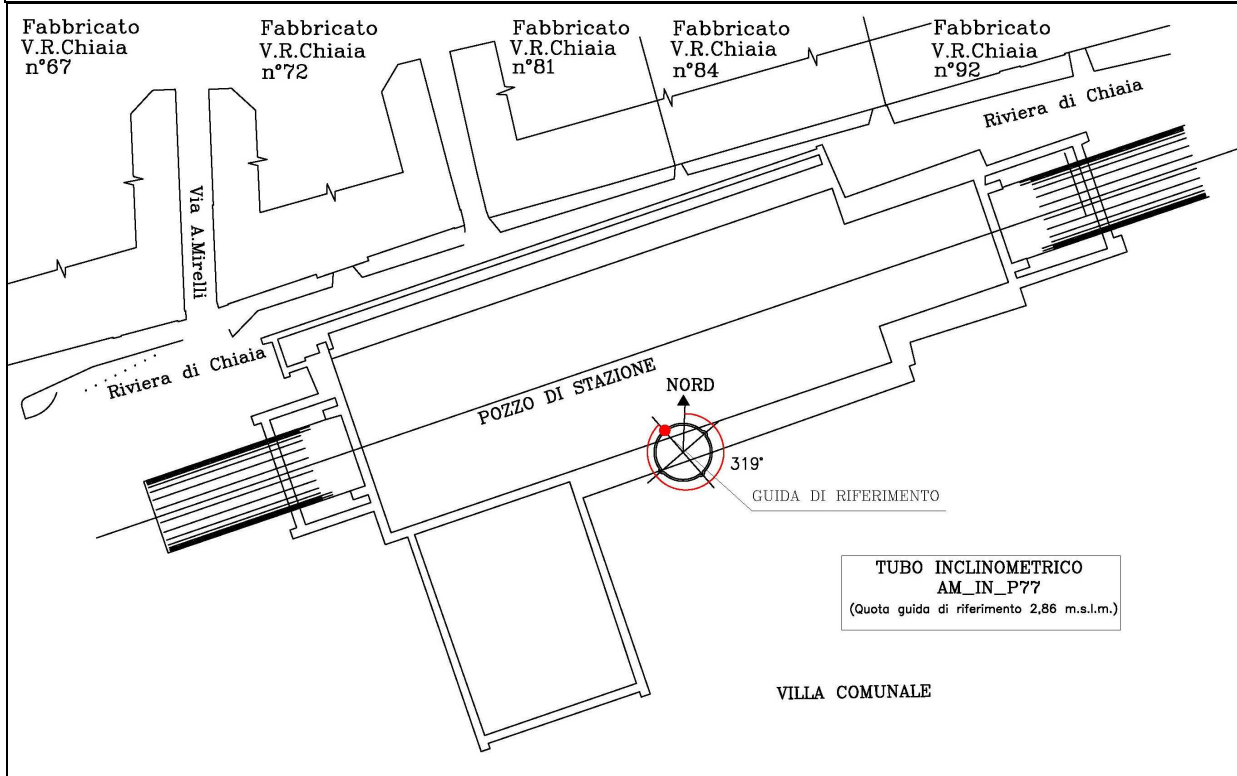 Fabbricato
V.R.Chiaia
n°67
Fabbricato
V.R.Chiaia
n°72
Fabbricato
V.R.Chiaia
n°81
Fabbricato
V.R.Chiaia
n°84
Fabbricato
V.R.Chiaia
n°92
Riviera di Chiaia
Via A.Mirelli
Riviera di Chiaia
POZZO DI STAZIONE
NORD
319°
GUIDA DI RIFERIMENTO
TUBO INCLINOMETRICO
AM_IN_P77
(Quota guida di riferimento 2,86 m.s.l.m.)
VILLA COMUNALE